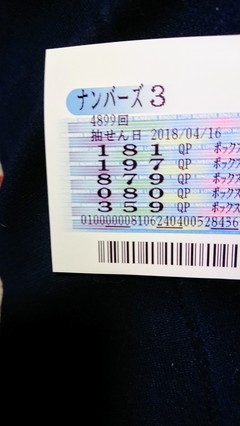 ナンバーズ3
4899回
抽せん日 2018/04/16
181 QP ボックス
197 QP ボックス
879 QP ボックス
080 QP ボックス
359 QP ボックス
01000008106240400528436